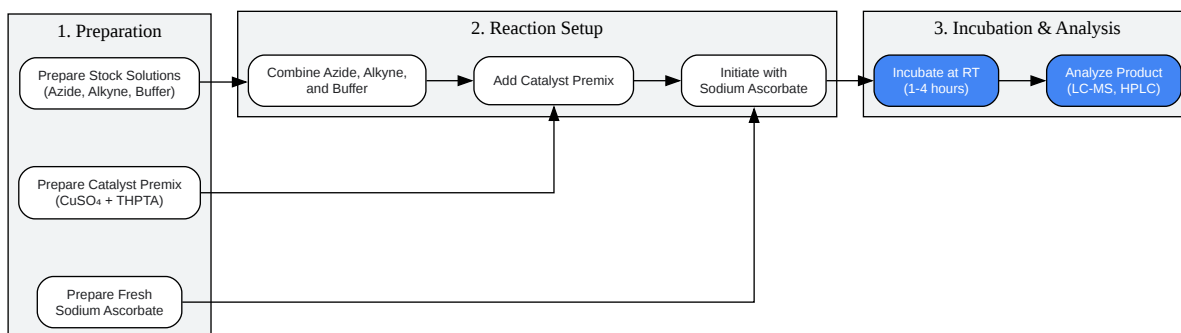 1. Preparation
Prepare Stock Solutions
(Azide, Alkyne, Buffer)
Prepare Catalyst Premix
(CuSO₄ + THPTA)
Prepare Fresh
Sodium Ascorbate
2. Reaction Setup
Combine Azide, Alkyne,
and Buffer
Add Catalyst Premix
Initiate with
Sodium Ascorbate
3. Incubation & Analysis
Incubate at RT
(1-4 hours)
Analyze Product
(LC-MS, HPLC)